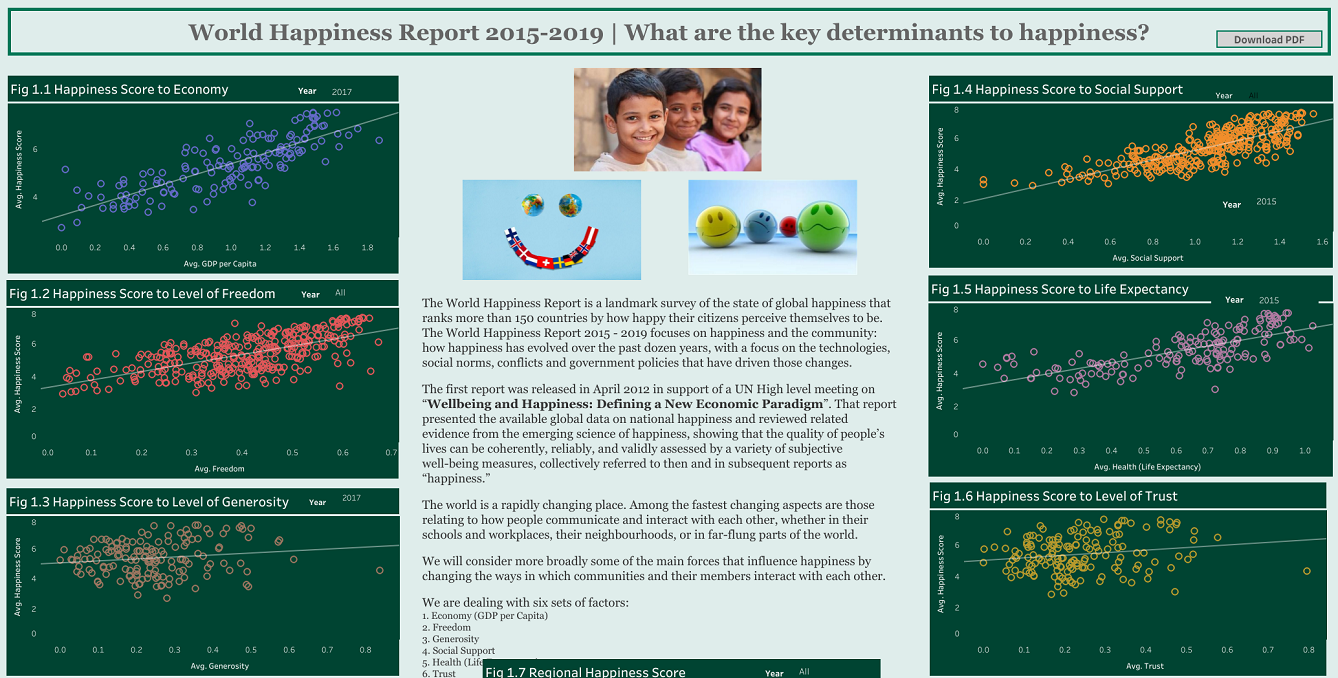 World Happiness Report 2015-2019 | What are the key determinants to happiness?
Download PDF
Fig 1.1 Happiness Score to Economy
Year 2017
Avg. Happiness Score
6
4
0.0 0.2 0.4 0.6 0.8 1.0 1.2 1.4 1.6 1.8
Avg. GDP per Capita
Fig 1.2 Happiness Score to Level of Freedom
Year All
Avg. Happiness Score
8
6
4
2
0
0.0 0.1 0.2 0.3 0.4 0.5 0.6 0.7
Avg. Freedom
Fig 1.3 Happiness Score to Level of Generosity
Year 2017
Avg. Happiness Score
8
6
4
2
0
0.0 0.1 0.2 0.3 0.4 0.5 0.6 0.7 0.8
Avg. Generosity
The World Happiness Report is a landmark survey of the state of global happiness that
ranks more than 150 countries by how happy their citizens perceive themselves to be.
The World Happiness Report 2015 - 2019 focuses on happiness and the community:
how happiness has evolved over the past dozen years, with a focus on the technologies,
social norms, conflicts and government policies that have driven those changes.
The first report was released in April 2012 in support of a UN High level meeting on
“Wellbeing and Happiness: Defining a New Economic Paradigm”. That report
presented the available global data on national happiness and reviewed related
evidence from the emerging science of happiness, showing that the quality of people’s
lives can be coherently, reliably, and validly assessed by a variety of subjective
well-being measures, collectively referred to then and in subsequent reports as
“happiness.”
The world is a rapidly changing place. Among the fastest changing aspects are those
relating to how people communicate and interact with each other, whether in their
schools and workplaces, their neighbourhoods, or in far-flung parts of the world.
We will consider more broadly some of the main forces that influence happiness by
changing the ways in which communities and their members interact with each other.
We are dealing with six sets of factors:
1. Economy (GDP per Capita)
2. Freedom
3. Generosity
4. Social Support
5. Health (Life
6. Trust
Fig 1.7 Regional Happiness Score
Year All
Fig 1.4 Happiness Score to Social Support
Year All
Avg. Happiness Score
8
6
4
2
0
Year 2015
0.0 0.2 0.4 0.6 0.8 1.0 1.2 1.4 1.6
Avg. Social Support
Fig 1.5 Happiness Score to Life Expectancy
Year 2015
Avg. Happiness Score
8
6
4
2
0
0.0 0.1 0.2 0.3 0.4 0.5 0.6 0.7 0.8 0.9 1.0
Avg. Health (Life Expectancy)
Fig 1.6 Happiness Score to Level of Trust
Avg. Happiness Score
8
6
4
2
0
0.0 0.1 0.2 0.3 0.4 0.5 0.6 0.7 0.8
Avg. Trust